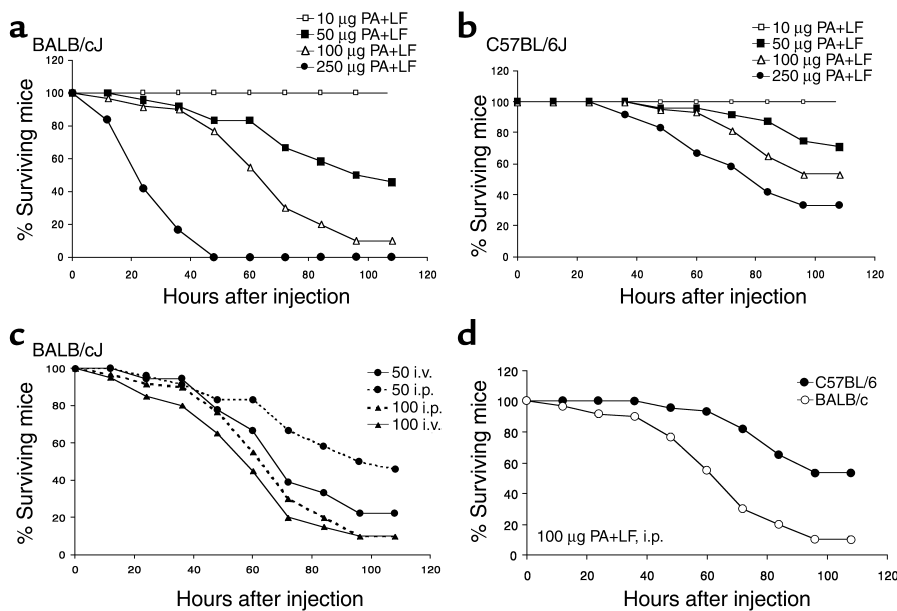 a
BALB/cJ
10 µg PA+LF
50 µg PA+LF
100 µg PA+LF
250 µg PA+LF
120
100
80
60
40
20
0
% Surviving mice
0 20 40 60 80 100 120
Hours after injection
b
C57BL/6J
10 µg PA+LF
50 µg PA+LF
100 µg PA+LF
250 µg PA+LF
120
100
80
60
40
20
0
% Surviving mice
0 20 40 60 80 100 120
Hours after injection
c
BALB/cJ
50 i.v.
50 i.p.
100 i.p.
100 i.v.
100
80
60
40
20
0
% Surviving mice
0 20 40 60 80 100 120
Hours after injection
d
C57BL/6
BALB/c
120
100
80
60
40
20
0
% Surviving mice
100 µg PA+LF, i.p.
0 20 40 60 80 100 120
Hours after injection